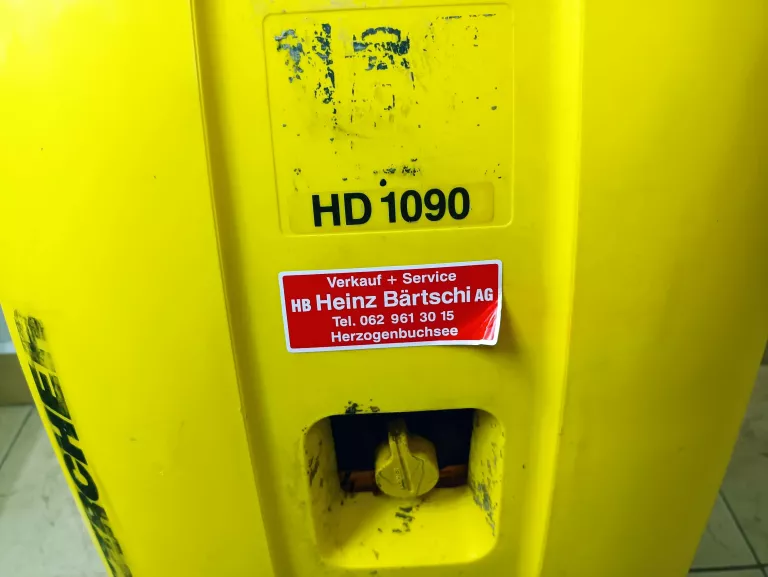 HD 1090
Verkauf + Service
HB Heinz Bärtschi AG
Tel. 062 961 30 15
Herzogenbuchsee